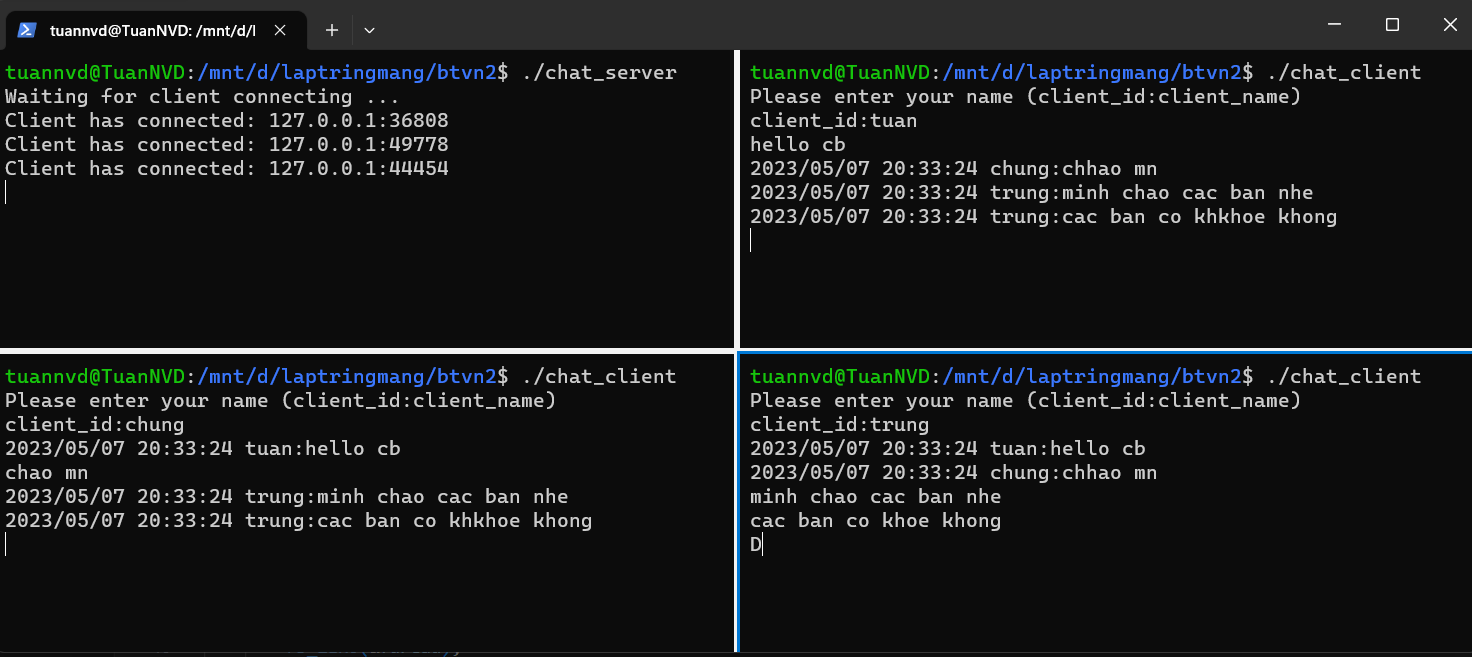 tuannvd@TuanNVD: /mnt/d/l
tuannvd@TuanNVD:/mnt/d/laptringmang/btvn2$ ./chat_server
Waiting for client connecting ...
Client has connected: 127.0.0.1:36808
Client has connected: 127.0.0.1:49778
Client has connected: 127.0.0.1:44454
tuannvd@TuanNVD:/mnt/d/laptringmang/btvn2$ ./chat_client
Please enter your name (client_id:client_name)
client_id:tuan
hello cb
2023/05/07 20:33:24 chung:chhao mn
2023/05/07 20:33:24 trung:minh chao cac ban nhe
2023/05/07 20:33:24 trung:cac ban co khkhoe khong
tuannvd@TuanNVD:/mnt/d/laptringmang/btvn2$ ./chat_client
Please enter your name (client_id:client_name)
client_id:chung
2023/05/07 20:33:24 tuan:hello cb
chao mn
2023/05/07 20:33:24 trung:minh chao cac ban nhe
2023/05/07 20:33:24 trung:cac ban co khkhoe khong
tuannvd@TuanNVD:/mnt/d/laptringmang/btvn2$ ./chat_client
Please enter your name (client_id:client_name)
client_id:trung
2023/05/07 20:33:24 tuan:hello cb
2023/05/07 20:33:24 chung:chhao mn
minh chao cac ban nhe
cac ban co khoe khong
D